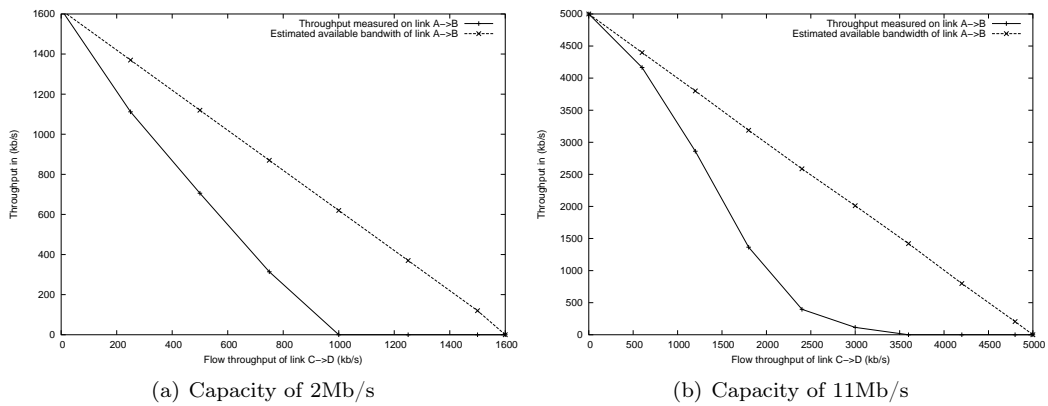 1600
1400
1200
1000
800
600
400
200
0
Throughput in (kb/s)
Throughput measured on link A->B
Estimated available bandwith of link A->B
0 200 400 600 800 1000 1200 1400 1600
Flow throughput of link C->D (kb/s)
(a) Capacity of 2Mb/s
5000
4500
4000
3500
3000
2500
2000
1500
1000
500
0
Throughput in (kb/s)
Throughput measured on link A->B
Estimated available bandwidth of link A->B
0 500 1000 1500 2000 2500 3000 3500 4000 4500 5000
Flow throughput of link C->D (kb/s)
(b) Capacity of 11Mb/s